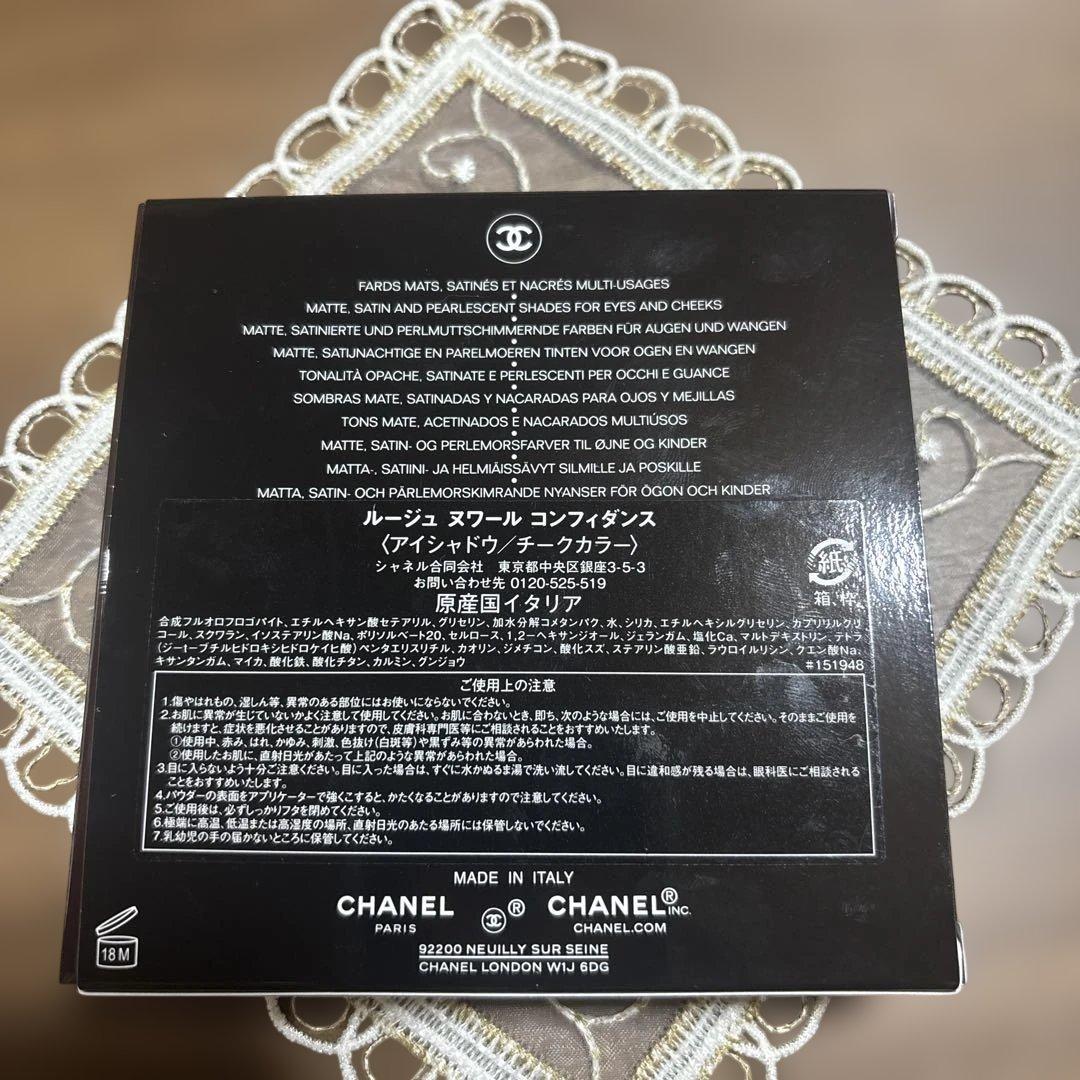 FARDS MATS, SATINÉS ET NACRÉS MULTI-USAGES
MATTE, SATIN AND PEARLESCENT SHADES FOR EYES AND CHEEKS
MATTE, SATINIERTE UND PERLMUTTSCHIMMERNDE FARBEN FÜR AUGEN UND WANGEN
MATTE, SATIJNACHTIGE EN PARELMOEREN TINTEN VOOR OGEN EN WANGEN
TONALITÀ OPACHE, SATINATE E PERLESCENTI PER OCCHI E GUANCE
SOMBRAS MATE, SATINADAS Y NACARADAS PARA OJOS Y MEJILLAS
TONS MATE, ACETINADOS E NACARADOS MULTIÚSOS
MATTE, SATIN- OG PERLEMORSFARVER TIL ØJNE OG KINDER
MATTA-, SATIINI- JA HELMIÄISSÄVYT SILMILLE JA POSKILLE
MATTA, SATIN- OCH PÄRLEMORSKIMRANDE NYANSER FÖR ÖGON OCH KINDER
ルージュ ヌワール コンフィダンス
〈アイシャドウ/チークカラー〉
シャネル合同会社 東京都中央区銀座3-5-3
お問い合わせ先 0120-525-519
原産国イタリア
紙
箱、枠
合成フルオロフロゴパイト、エチルヘキサン酸セテアリル、グリセリン、加水分解コメタンパク、水、シリカ、エチルヘキシルグリセリン、カプリリルグリ
コール、スクワラン、イソステアリン酸Na、ポリソルベート20、セルロース、1,2-ヘキサンジオール、ジェランガム、塩化Ca、マルトデキストリン、テトラ
(ジ-t-ブチルヒドロキシヒドロケイヒ酸)ペンタエリスリチル、カオリン、ジメチコン、酸化スズ、ステアリン酸亜鉛、ラウロイルリシン、クエン酸Na、
キサンタンガム、マイカ、酸化鉄、酸化チタン、カルミン、グンジョウ
#151948
ご使用上の注意
1.傷やはれもの、湿しん等、異常のある部位にはお使いにならないでください。
2.お肌に異常が生じていないかよく注意して使用してください。お肌に合わないとき、即ち、次のような場合には、ご使用を中止してください。そのままご使用を
続けますと、症状を悪化させることがありますので、皮膚科専門医等にご相談されることをおすすめいたします。
①使用中、赤み、はれ、かゆみ、刺激、色抜け(白斑等)や黒ずみ等の異常があらわれた場合。
②使用したお肌に、直射日光があたって上記のような異常があらわれた場合。
3.目に入らないよう十分ご注意ください。目に入った場合は、すぐに水かぬるま湯で洗い流してください。目に違和感が残る場合は、眼科医にご相談される
ことをおすすめいたします。
4.パウダーの表面をアプリケーターで強くこすると、かたくなることがありますので注意してください。
5.ご使用後は、必ずしっかりフタを閉めてください。
6.極端に高温、低温または高湿度の場所、直射日光のあたる場所には保管しないでください。
7.乳幼児の手の届かないところに保管してください。
MADE IN ITALY
CHANEL ® CHANEL® INC.
PARIS CHANEL.COM
92200 NEUILLY SUR SEINE
CHANEL LONDON W1J 6DG
18 M